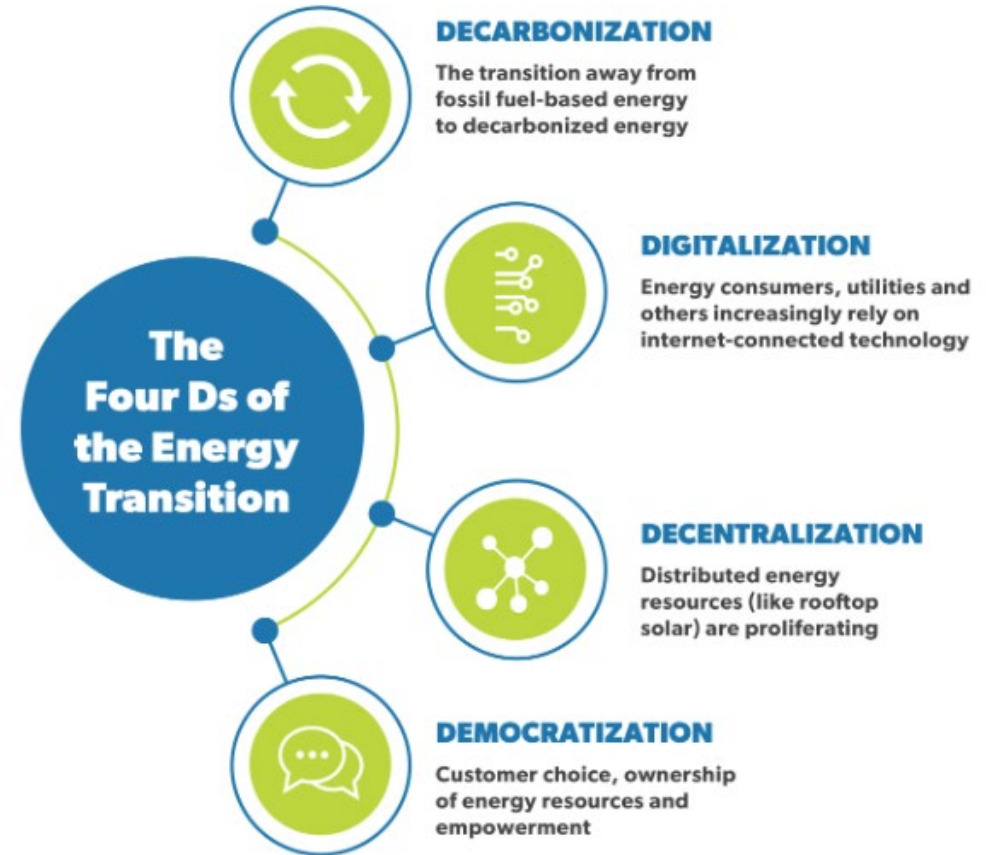 The
Four Ds of
the Energy
Transition
DECARBONIZATION
The transition away from
fossil fuel-based energy
to decarbonized energy
DIGITALIZATION
Energy consumers, utilities and
others increasingly rely on
internet-connected technology
DECENTRALIZATION
Distributed energy
resources (like rooftop
solar) are proliferating
DEMOCRATIZATION
Customer choice, ownership
of energy resources and
empowerment